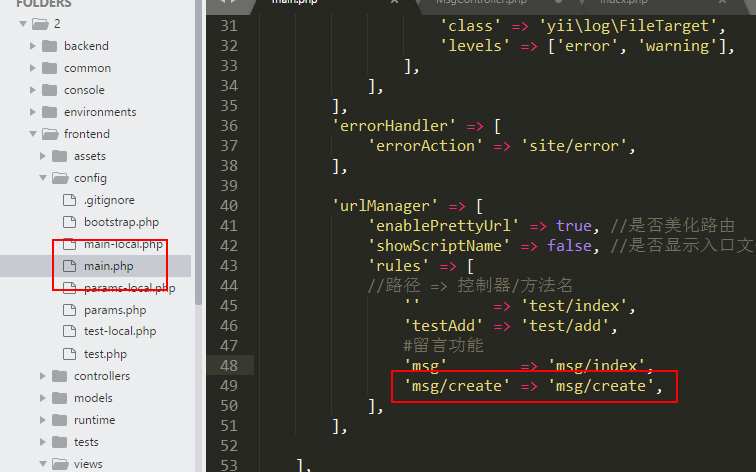 FOLDERS
2
backend
common
console
environments
frontend
assets
config
.gitignore
bootstrap.php
main-local.php
main.php
params-local.php
params.php
test-local.php
test.php
controllers
models
runtime
tests
views
main.php MsgController.php index.php
31 'class' => 'yii\log\FileTarget',
32 'levels' => ['error', 'warning'],
33 ],
34 ],
35 ],
36 'errorHandler' => [
37 'errorAction' => 'site/error',
38 ],
39
40 'urlManager' => [
41 'enablePrettyUrl' => true, //是否美化路由
42 'showScriptName' => false, //是否显示入口文
43 'rules' => [
44 //路径 => 控制器/方法名
45 '' => 'test/index',
46 'testAdd' => 'test/add',
47 #留言功能
48 'msg' => 'msg/index',
49 'msg/create' => 'msg/create',
50 ],
51 ],
52
53 ],